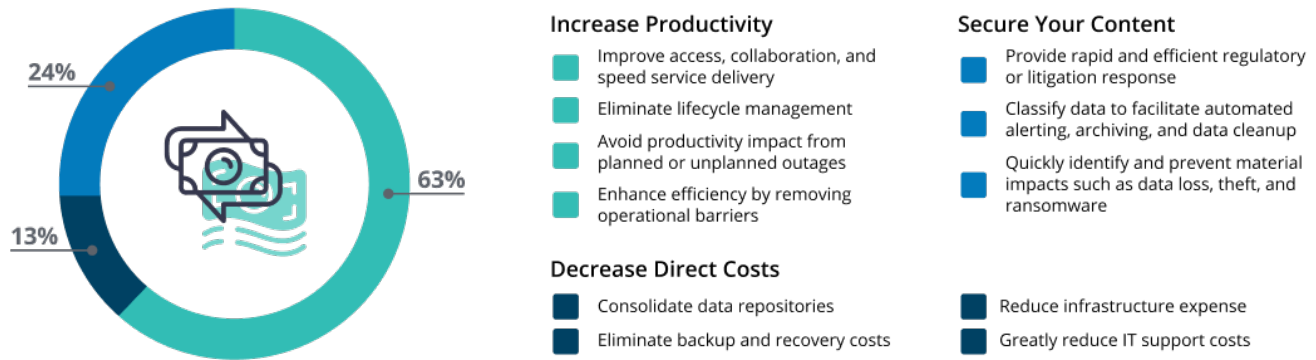 24%
63%
13%
Increase Productivity
Improve access, collaboration, and
speed service delivery
Eliminate lifecycle management
Avoid productivity impact from
planned or unplanned outages
Enhance efficiency by removing
operational barriers
Secure Your Content
Provide rapid and efficient regulatory
or litigation response
Classify data to facilitate automated
alerting, archiving, and data cleanup
Quickly identify and prevent material
impacts such as data loss, theft, and
ransomware
Decrease Direct Costs
Consolidate data repositories
Eliminate backup and recovery costs
Reduce infrastructure expense
Greatly reduce IT support costs